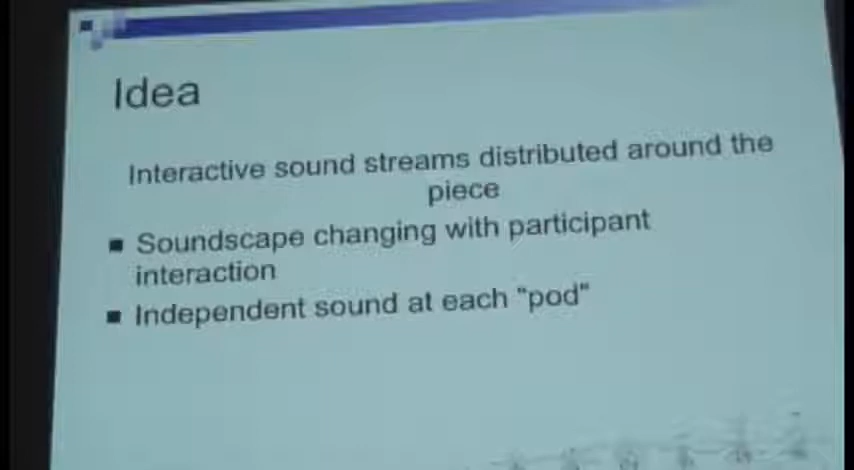 Idea
Interactive sound streams distributed around the
piece
Soundscape changing with participant
interaction
Independent sound at each "pod"